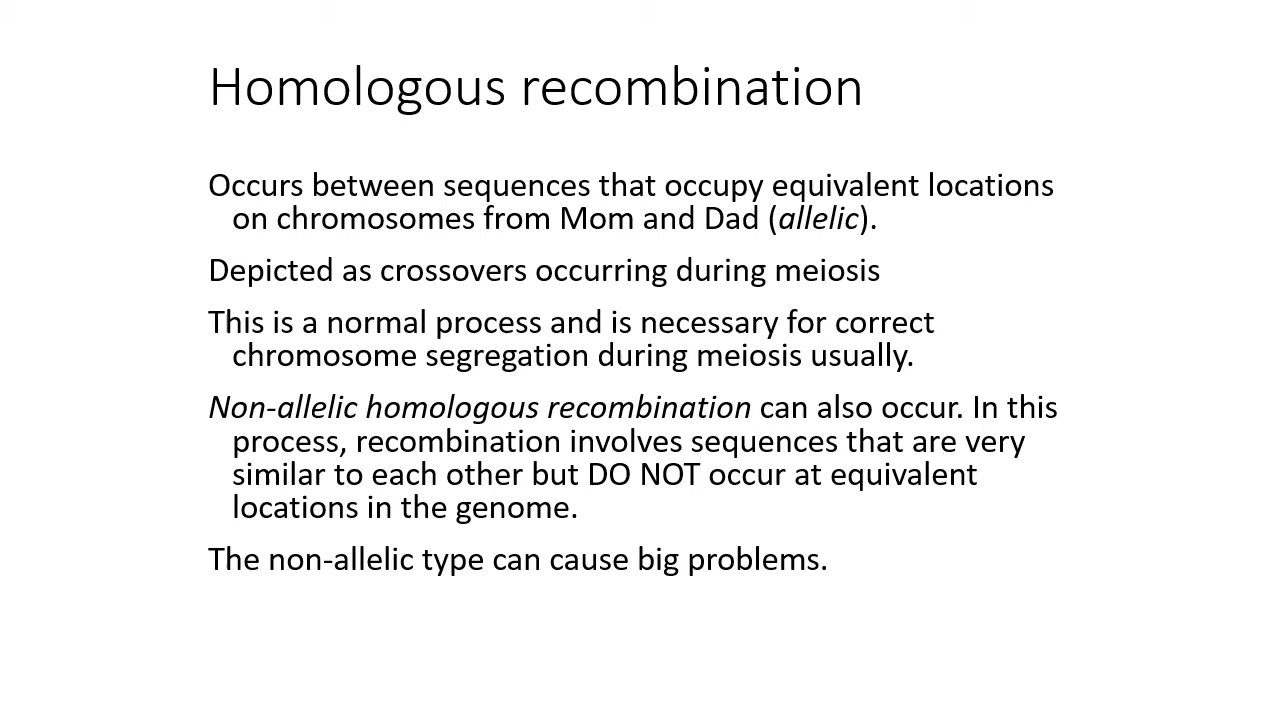 Homologous recombination
Occurs between sequences that occupy equivalent locations
on chromosomes from Mom and Dad (allelic).
Depicted as crossovers occurring during meiosis
This is a normal process and is necessary for correct
chromosome segregation during meiosis usually.
Non-allelic homologous recombination can also occur. In this
process, recombination involves sequences that are very
similar to each other but DO NOT occur at equivalent
locations in the genome.
The non-allelic type can cause big problems.